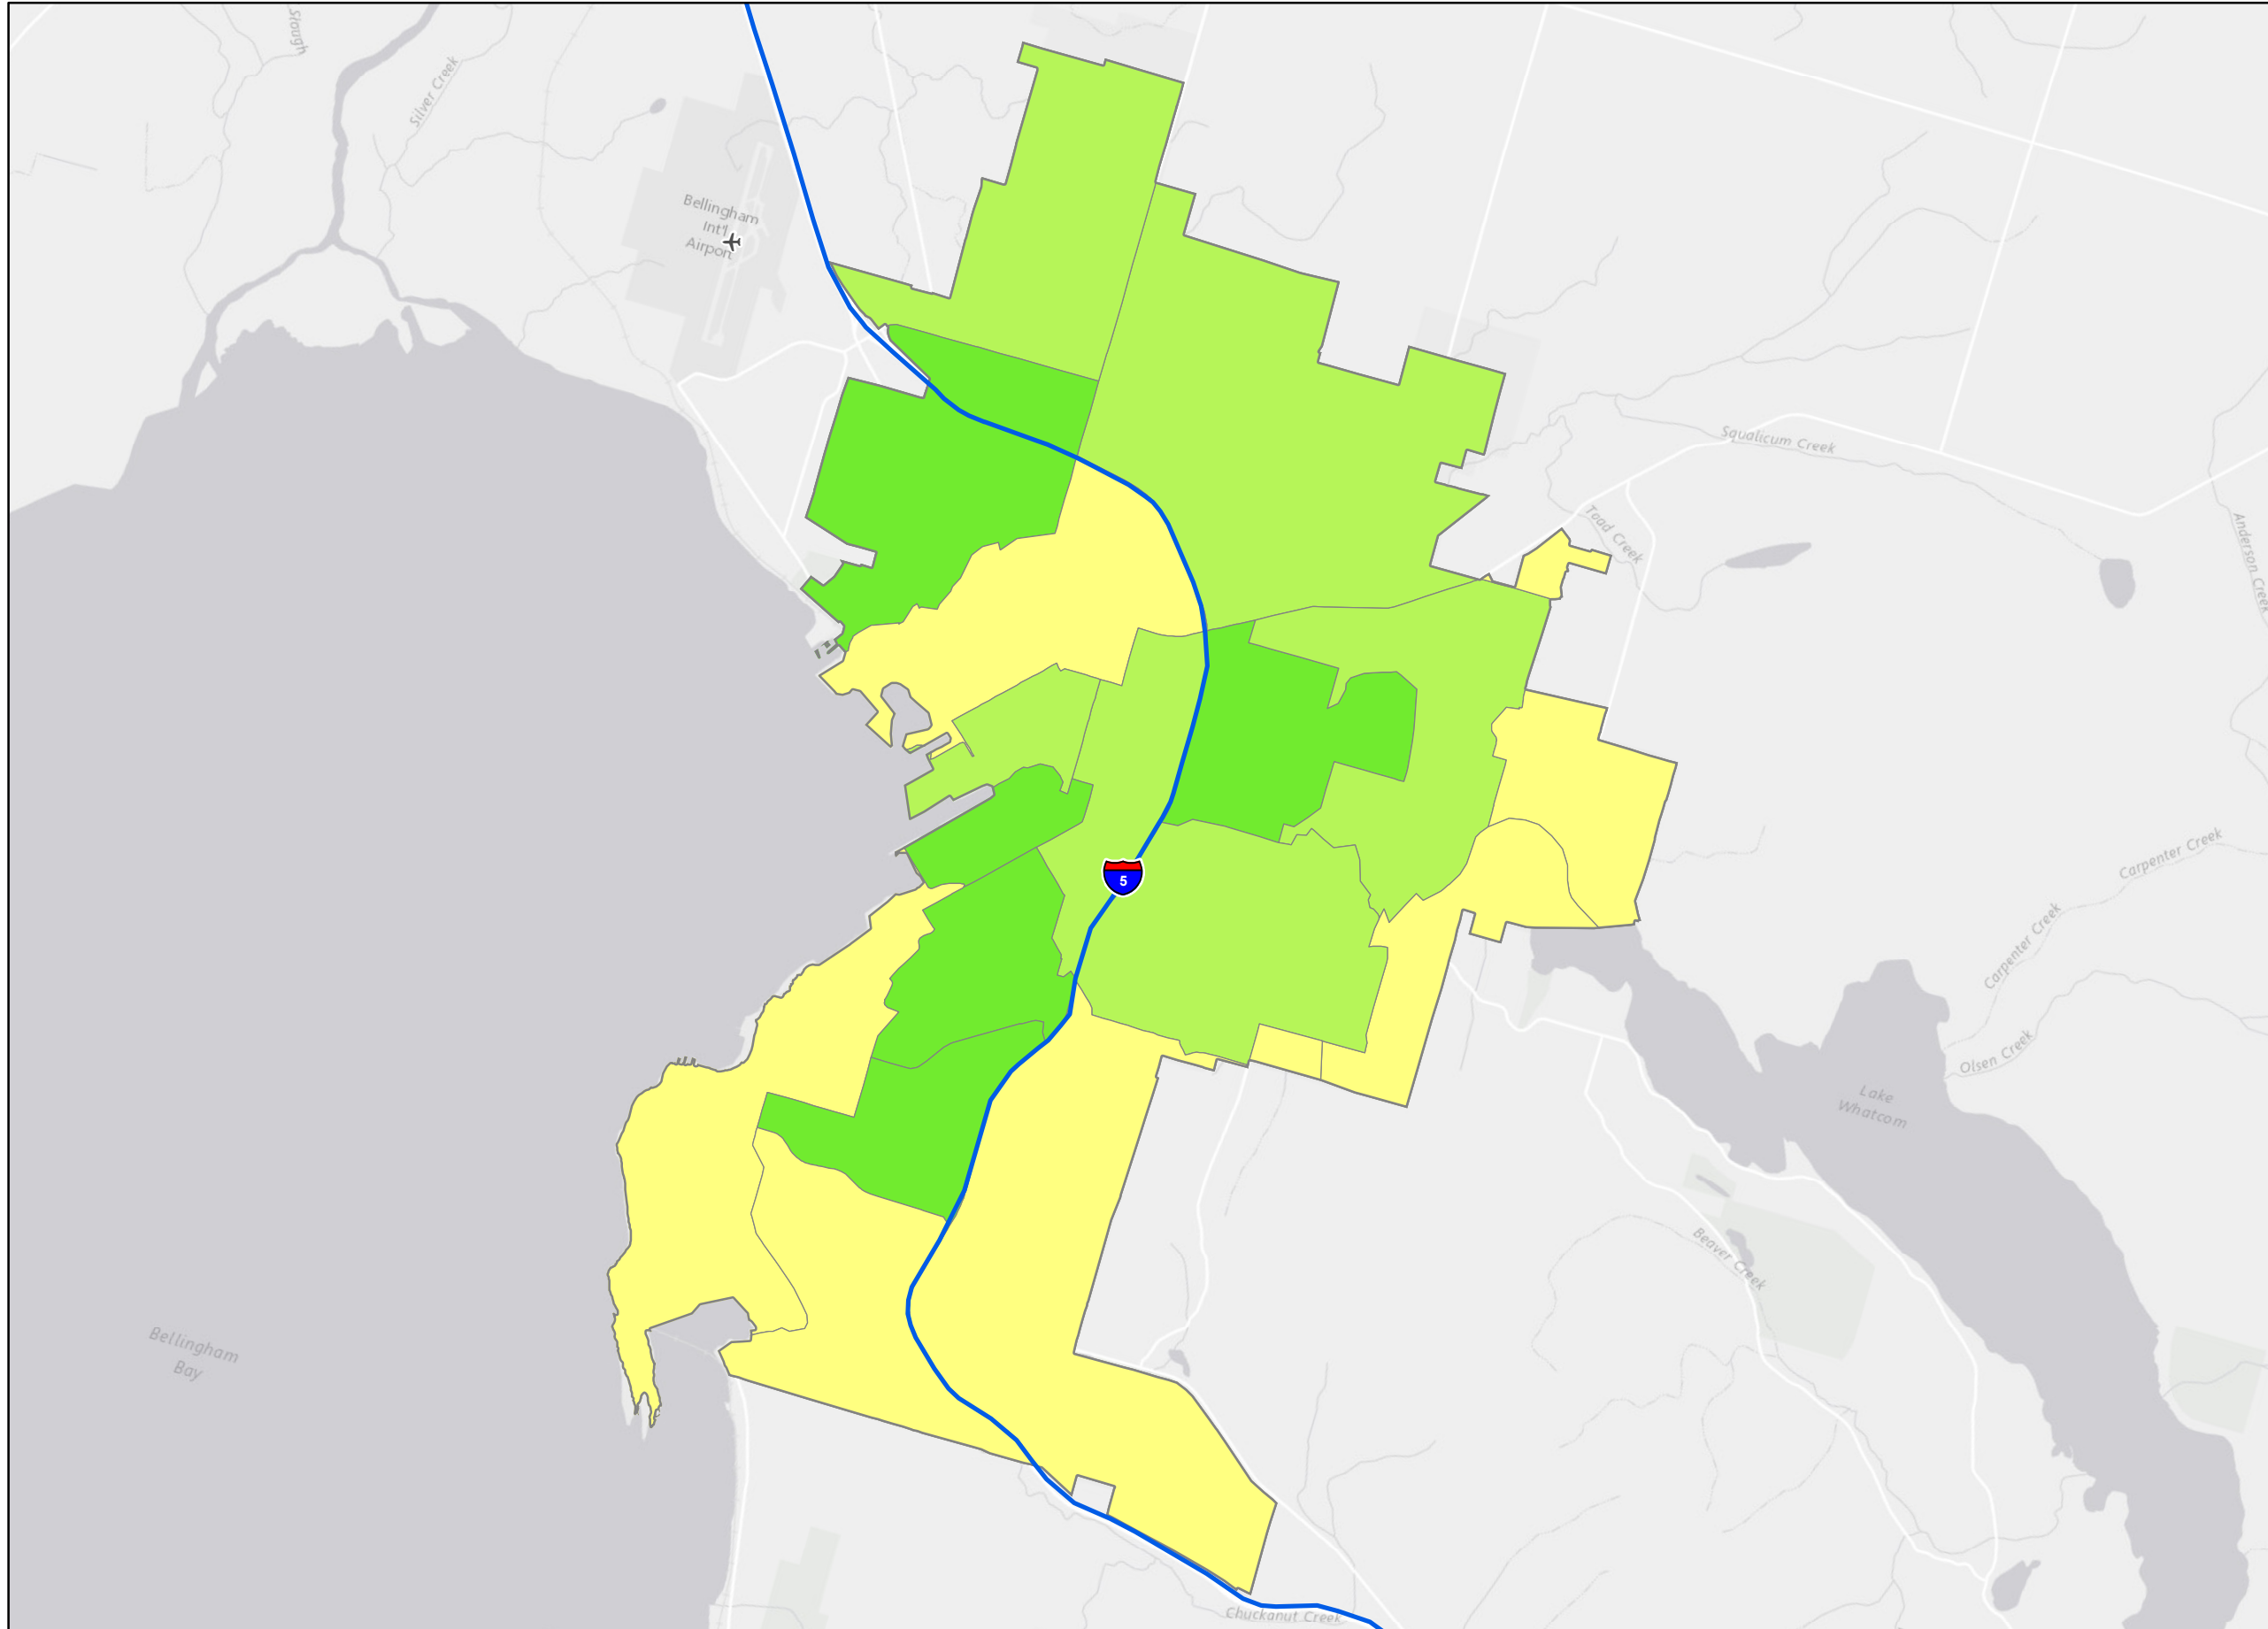 Slough
Silver Creek
Bellingham
Int'l
Airport
Squalicum Creek
Toad Creek
Anderson Creek
Carpenter Creek
5
Carpenter Creek
Olsen Creek
Lake
Whatcom
Beaver Creek
Bellingham
Bay
Chuckanut Creek